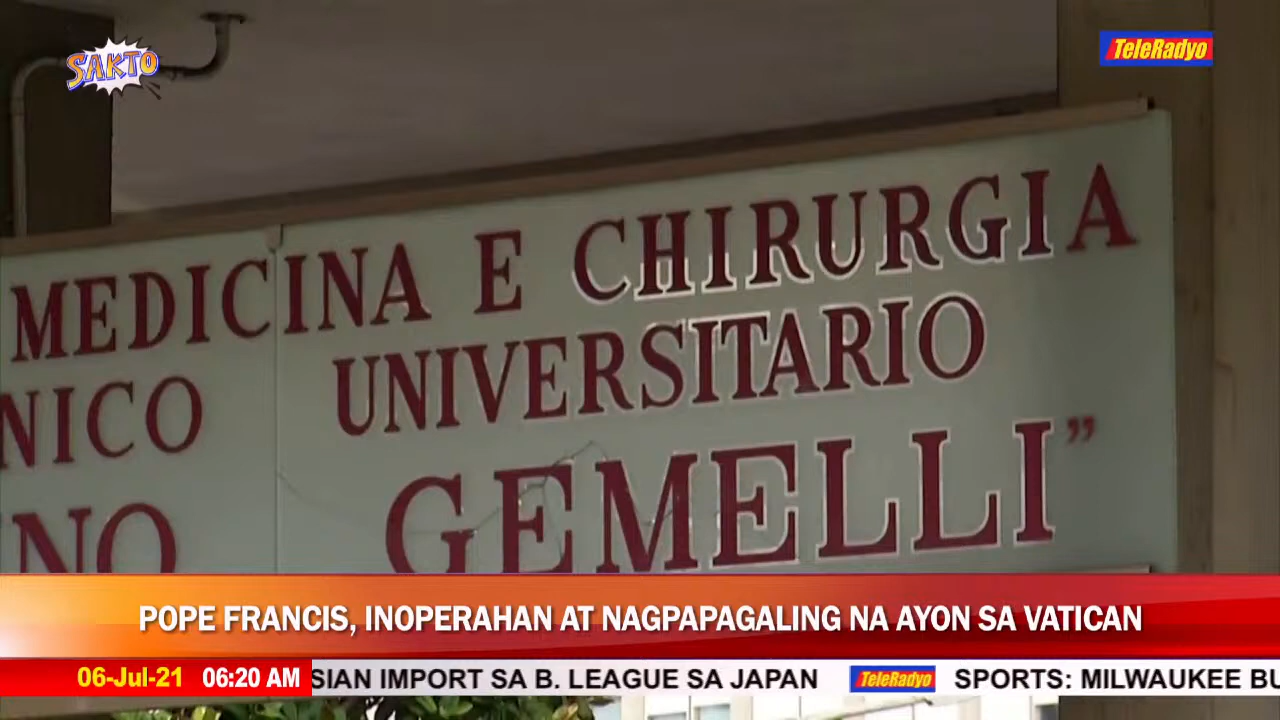 SAKTO
TeleRadyo
MEDICINA E CHIRURGIA
NICO UNIVERSITARIO
NO GEMELLI”
POPE FRANCIS, INOPERAHAN AT NAGPAPAGALING NA AYON SA VATICAN
06-Jul-21 06:20 AM SIAN IMPORT SA B. LEAGUE SA JAPAN TeleRadyo SPORTS: MILWAUKEE BU